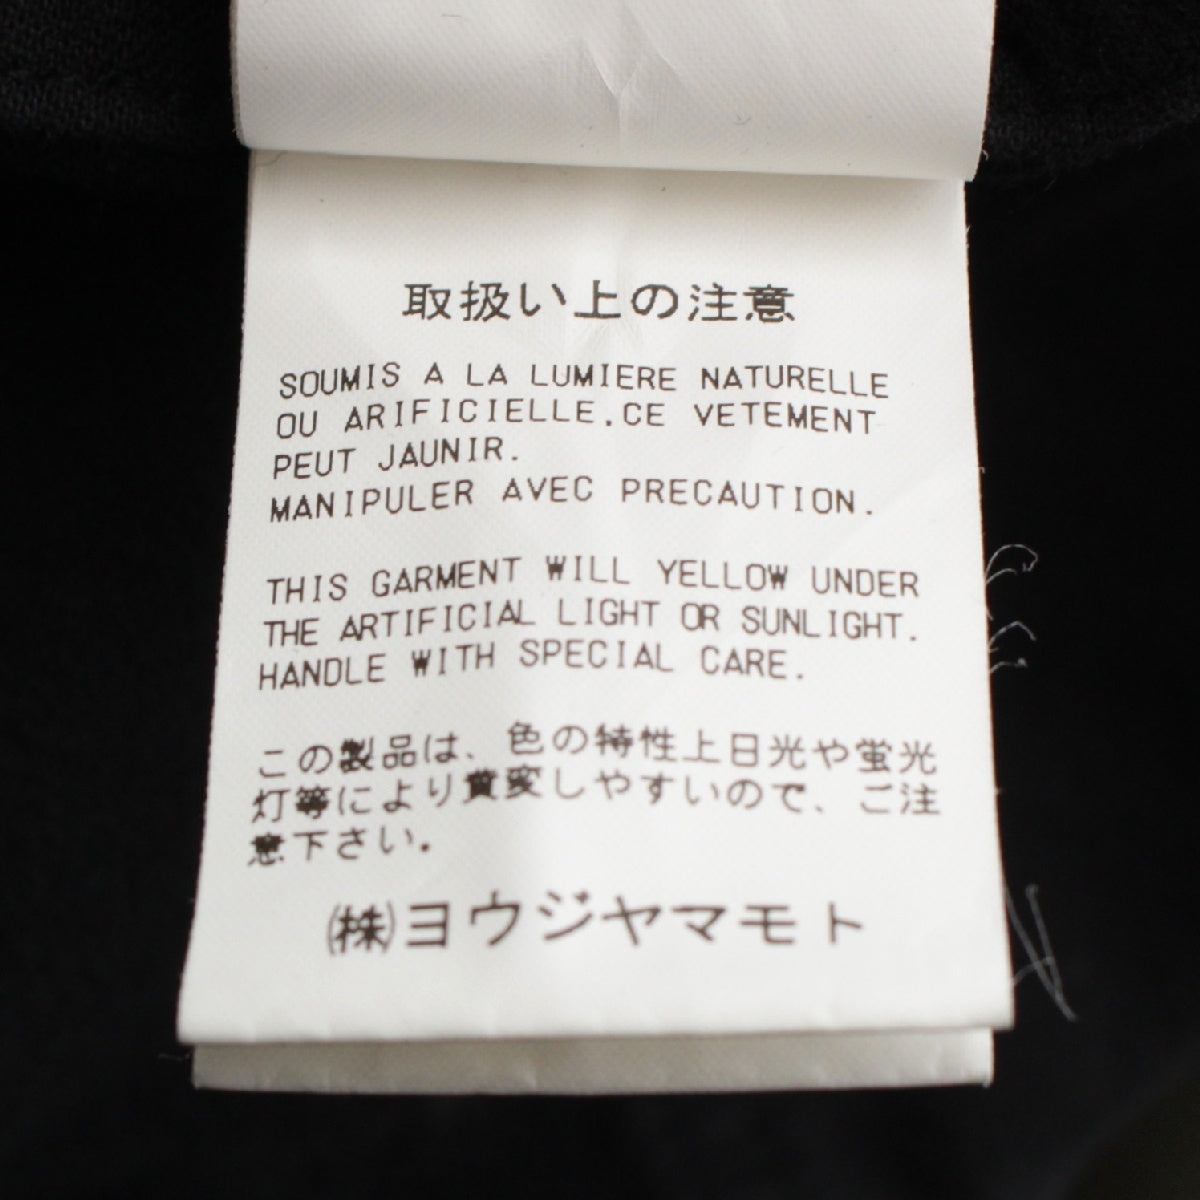 取扱い上の注意
SOUMIS A LA LUMIERE NATURELLE
OU ARIFICIELLE.CE VETEMENT
PEUT JAUNIR.
MANIPULER AVEC PRECAUTION.
THIS GARMENT WILL YELLOW UNDER
THE ARTIFICIAL LIGHT OR SUNLIGHT.
HANDLE WITH SPECIAL CARE.
この製品は、色の特性上日光や蛍光
灯等により黄変しやすいので、ご注
意下さい。
(株)ヨウジヤマモト